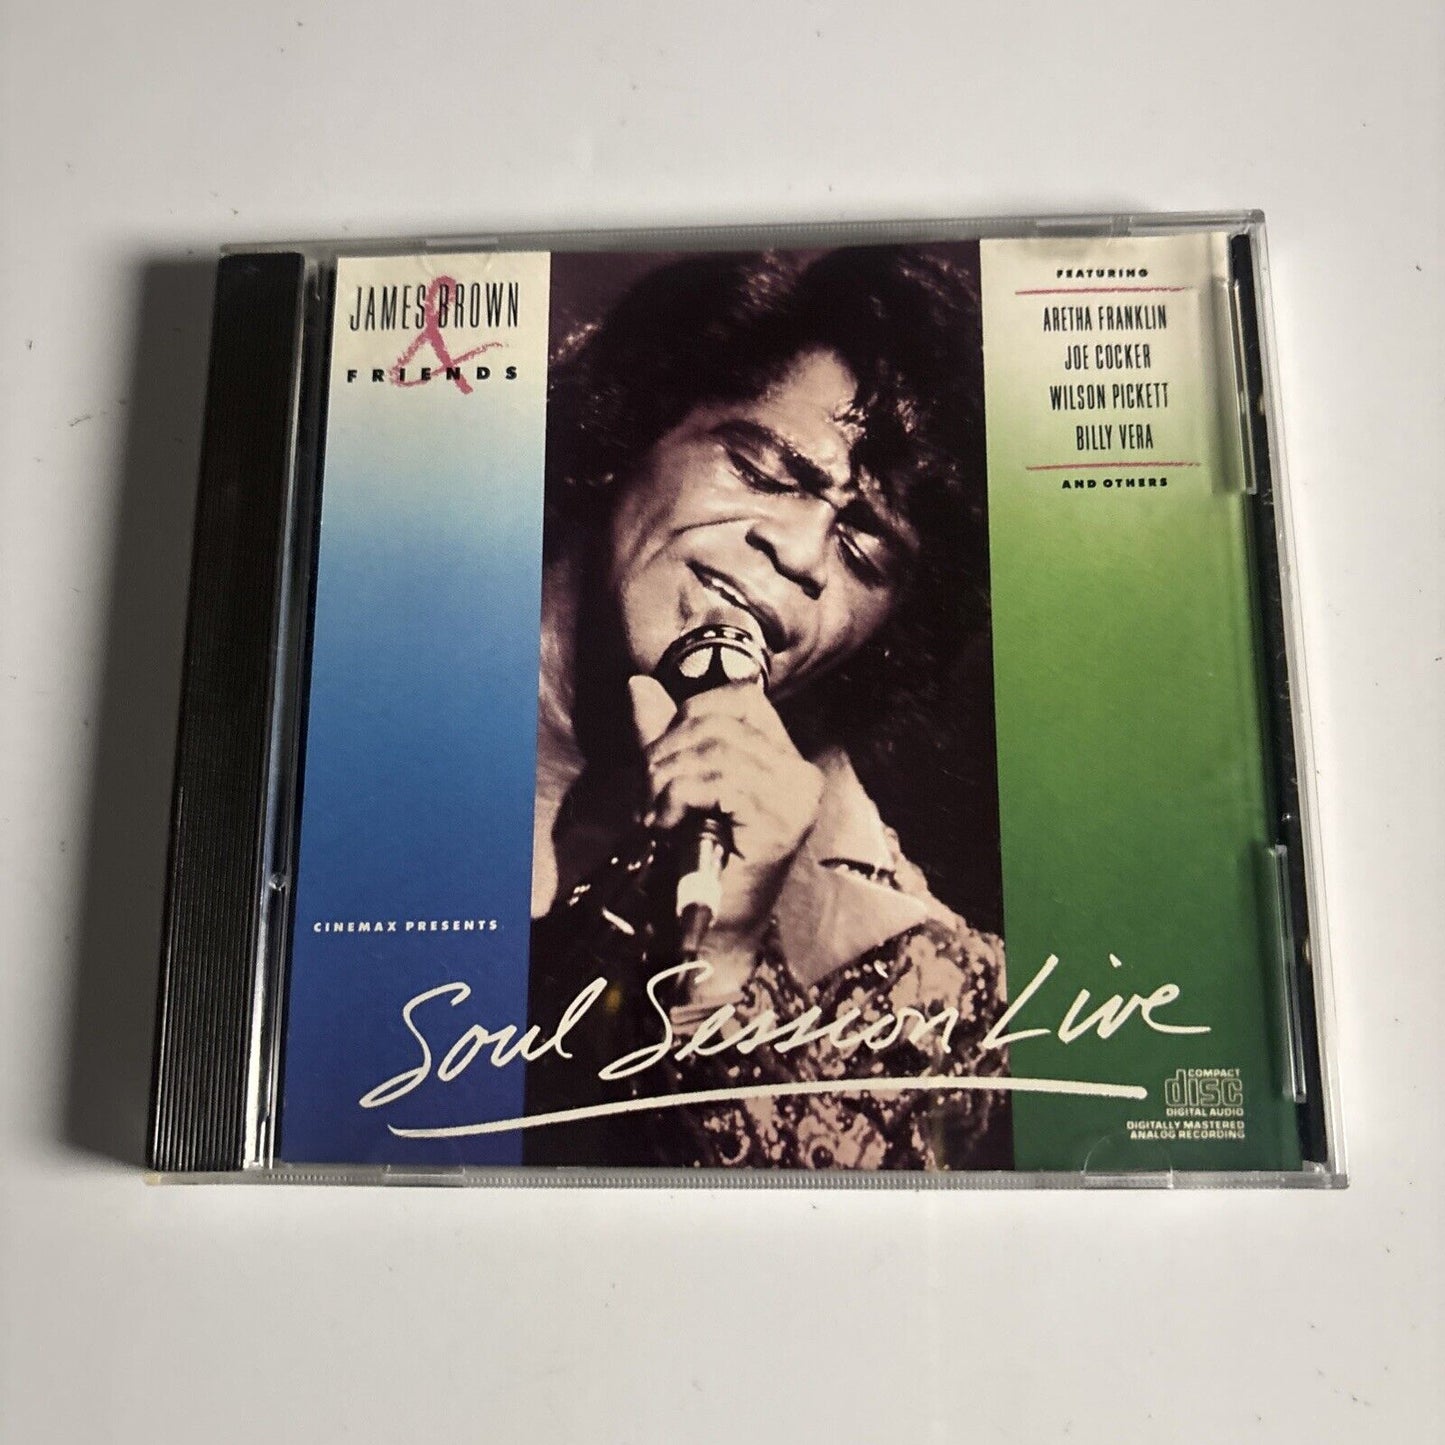 JAMES BROWN
&
FRIENDS
FEATURING
ARETHA FRANKLIN
JOE COCKER
WILSON PICKETT
BILLY VERA
AND OTHERS
CINEMAX PRESENTS
Soul Session Live
COMPACT
disc
DIGITAL AUDIO
DIGITALLY MASTERED
ANALOG RECORDING